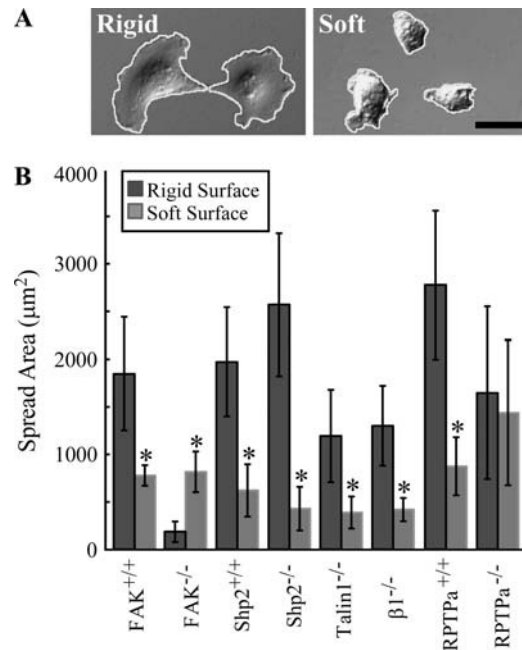 A
Rigid
Soft
B
Spread Area (μm²)
4000
3000
2000
1000
0
Rigid Surface
Soft Surface
*
*
*
*
*
*
*
FAK+/+
FAK-/-
Shp2+/+
Shp2-/-
Talin1-/-
β1-/-
RPTPa+/+
RPTPa-/-